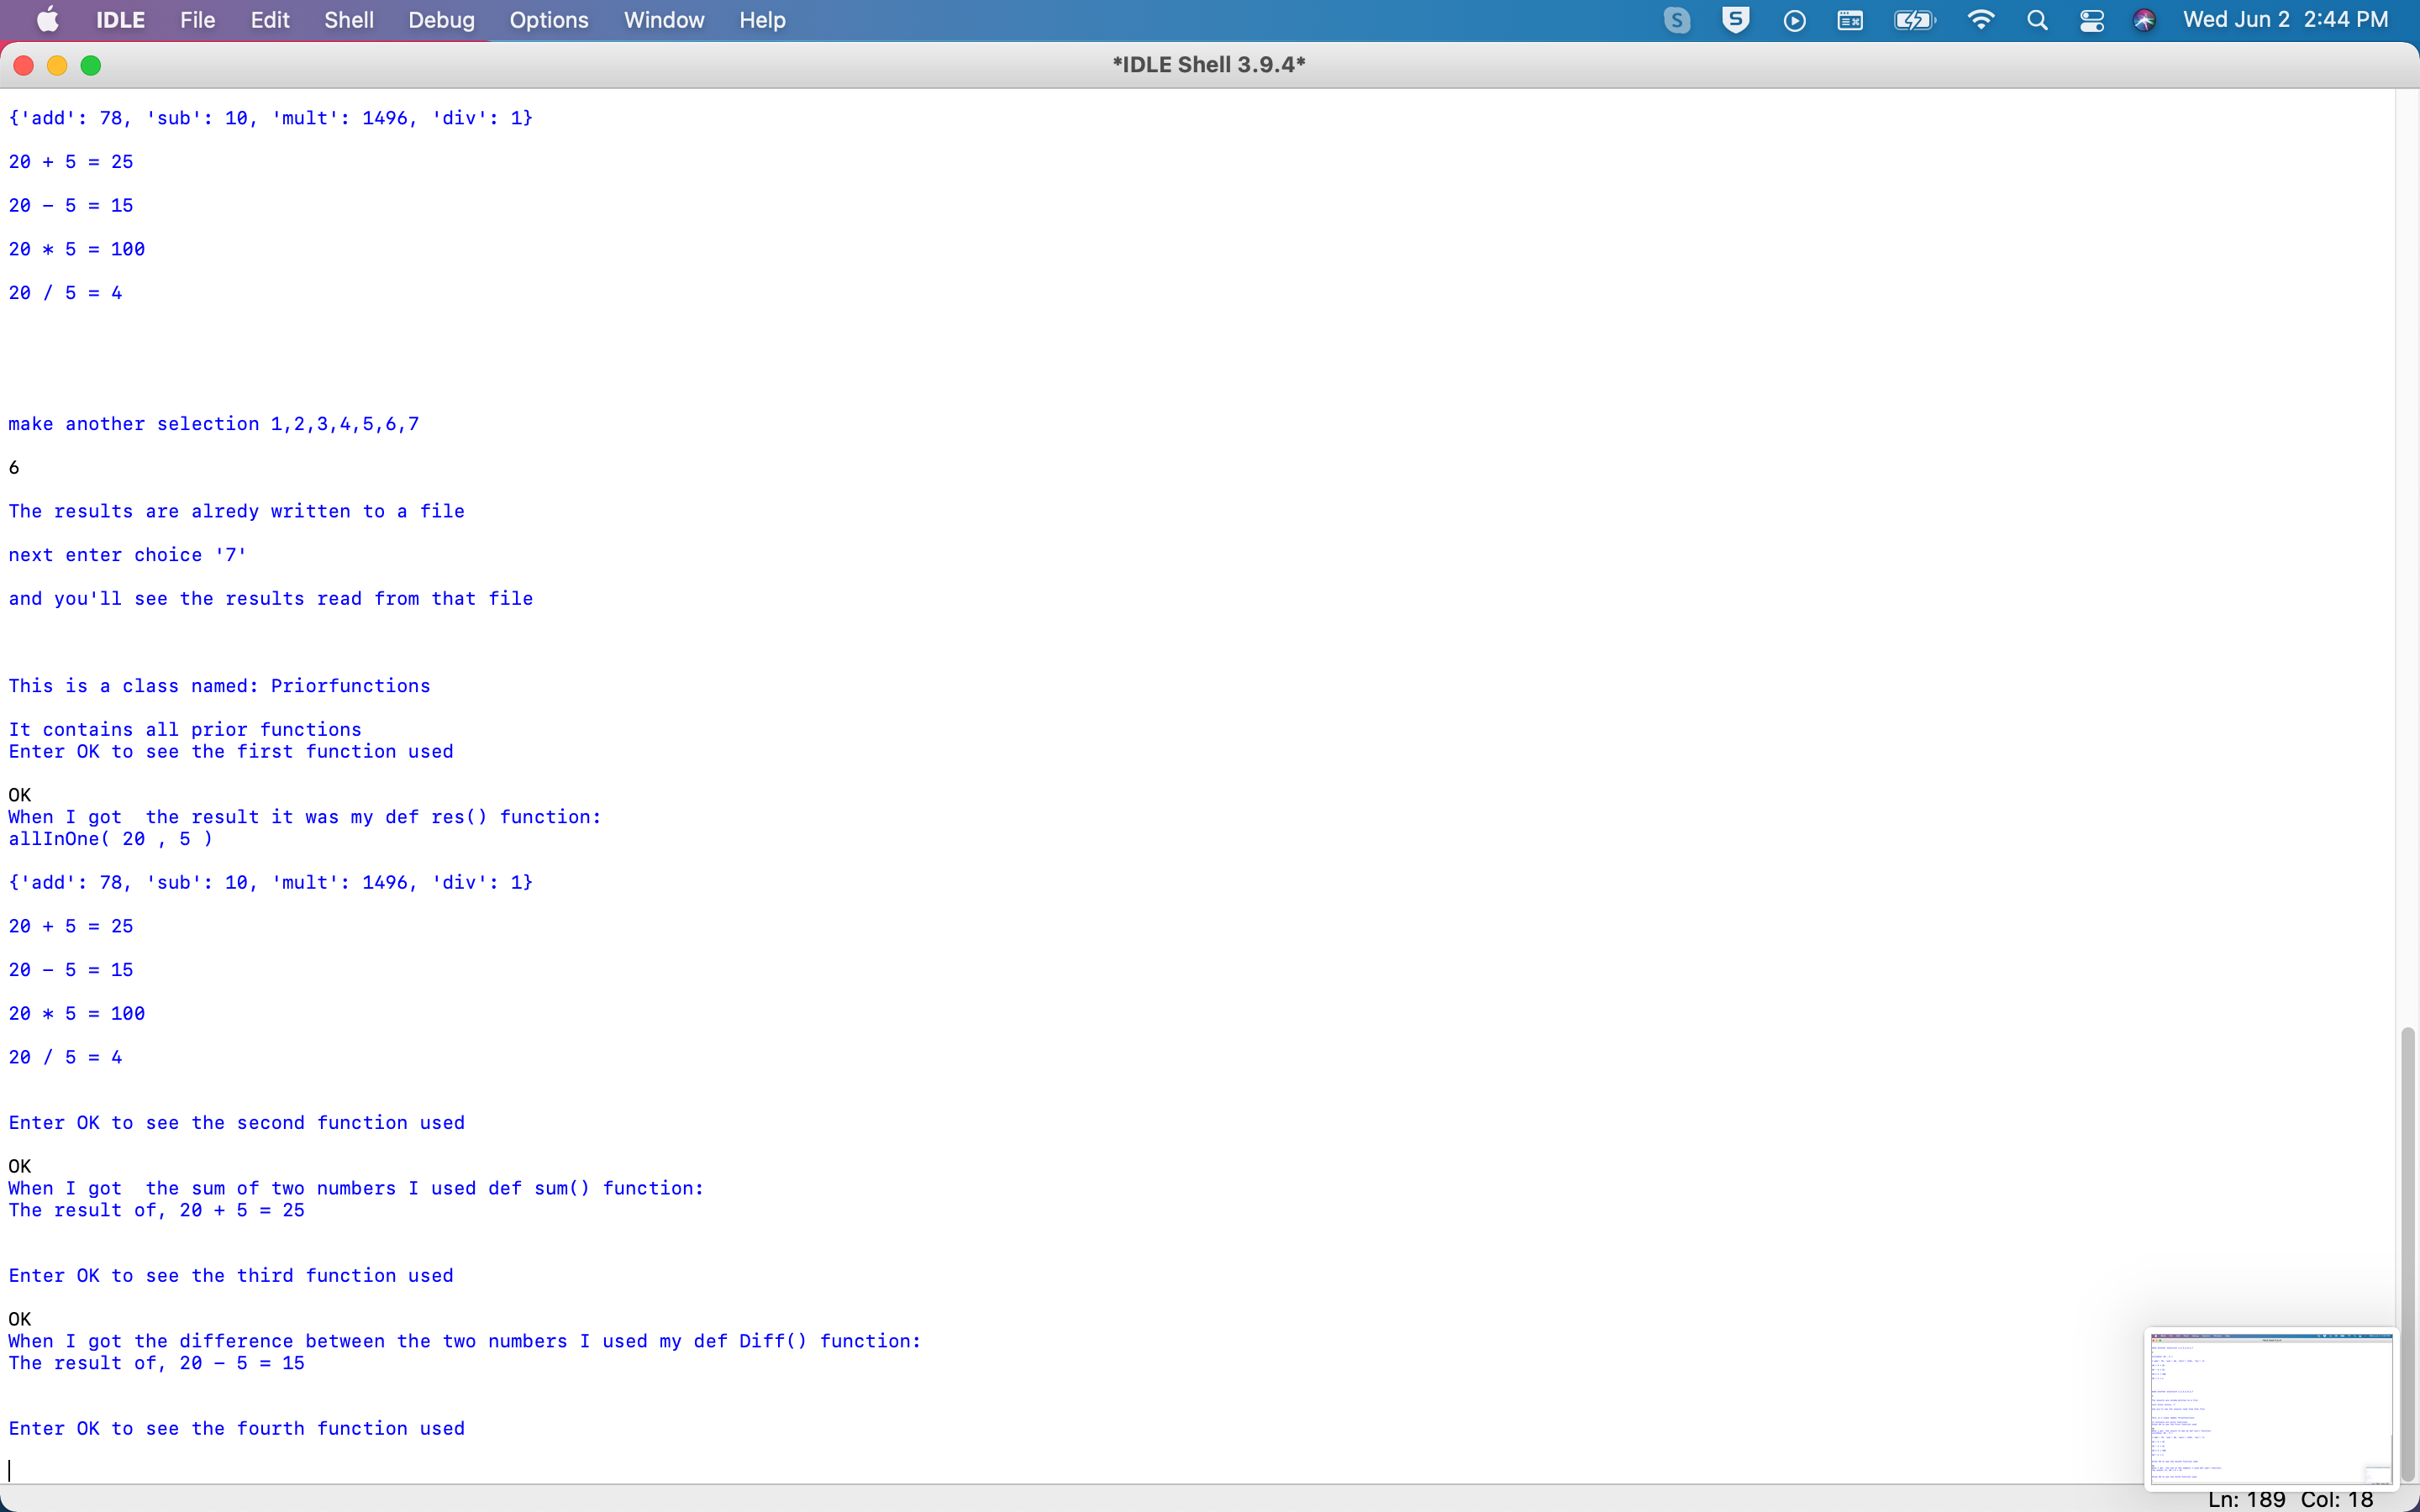 IDLE File Edit Shell Debug Options Window Help Wed Jun 2 2:44 PM
*IDLE Shell 3.9.4*
{'add': 78, 'sub': 10, 'mult': 1496, 'div': 1}
20 + 5 = 25
20 - 5 = 15
20 * 5 = 100
20 / 5 = 4
make another selection 1,2,3,4,5,6,7
6
The results are alredy written to a file
next enter choice '7'
and you'll see the results read from that file
This is a class named: Priorfunctions
It contains all prior functions
Enter OK to see the first function used
OK
When I got  the result it was my def res() function:
allInOne( 20 , 5 )
{'add': 78, 'sub': 10, 'mult': 1496, 'div': 1}
20 + 5 = 25
20 - 5 = 15
20 * 5 = 100
20 / 5 = 4
Enter OK to see the second function used
OK
When I got  the sum of two numbers I used def sum() function:
The result of, 20 + 5 = 25
Enter OK to see the third function used
OK
When I got the difference between the two numbers I used my def Diff() function:
The result of, 20 - 5 = 15
Enter OK to see the fourth function used
Ln: 189 Col: 18